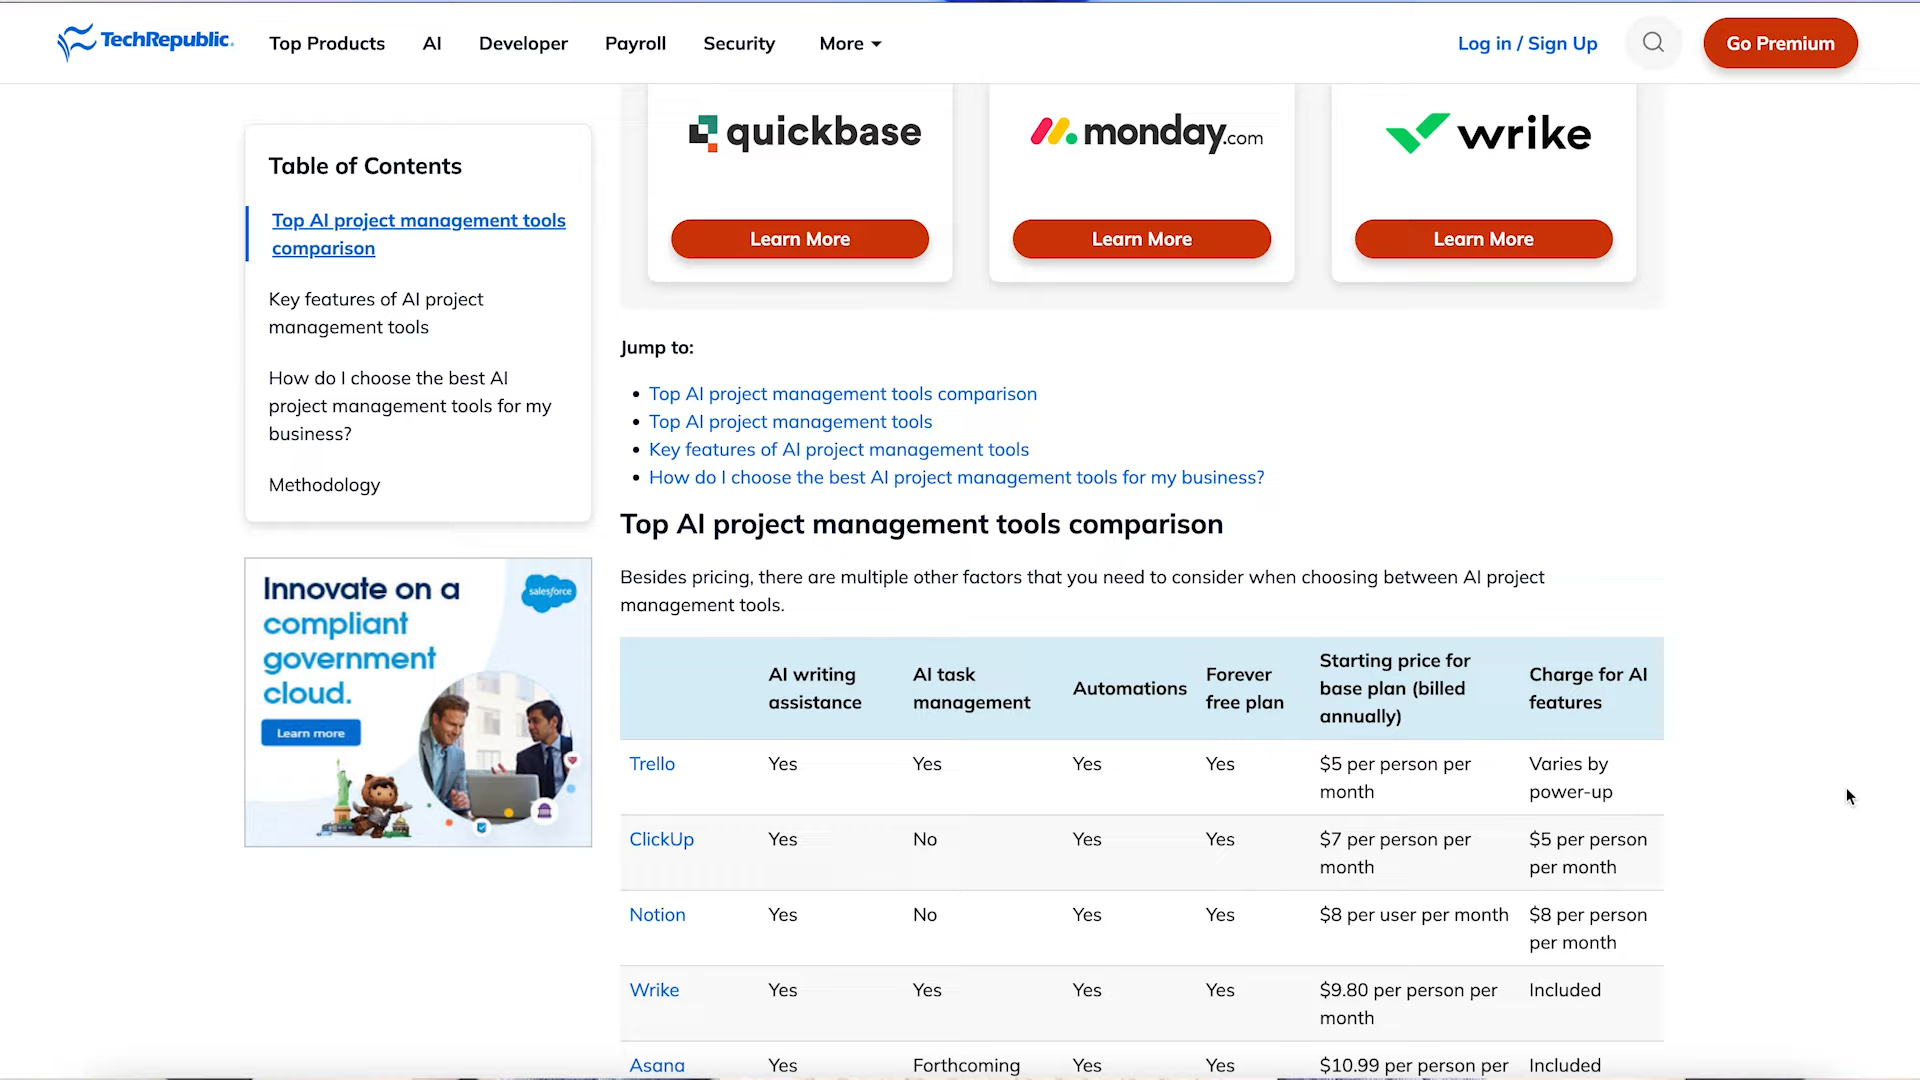 TechRepublic.
Top Products
AI
Developer
Payroll
Security
More
Log in / Sign Up
Go Premium
Table of Contents
Top AI project management tools
comparison
Key features of AI project
management tools
How do I choose the best AI
project management tools for my
business?
Methodology
Innovate on a
compliant
government
cloud.
salesforce
Learn more
quickbase
Learn More
monday.com
Learn More
wrike
Learn More
Jump to:
• Top AI project management tools comparison
• Top AI project management tools
• Key features of AI project management tools
• How do I choose the best AI project management tools for my business?
Top AI project management tools comparison
Besides pricing, there are multiple other factors that you need to consider when choosing between AI project
management tools.
AI writing
assistance
AI task
management
Automations
Forever
free plan
Starting price for
base plan (billed
annually)
Charge for AI
features
Trello
Yes
Yes
Yes
Yes
$5 per person per
month
Varies by
power-up
ClickUp
Yes
No
Yes
Yes
$7 per person per
month
$5 per person
per month
Notion
Yes
No
Yes
Yes
$8 per user per month
$8 per person
per month
Wrike
Yes
Yes
Yes
Yes
$9.80 per person per
month
Included
Asana
Yes
Forthcoming
Yes
Yes
$10.99 per person per
Included